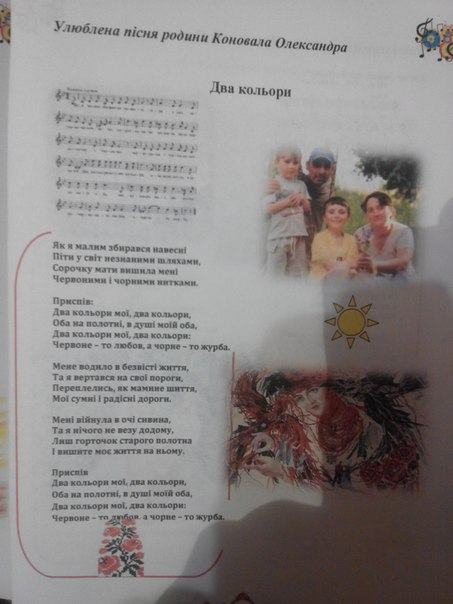 Улюблена пісня родини Коновала Олександра
Два кольори
Як я малим збирався навесні
Піти у світ незнаними шляхами,
Сорочку мати вишила мені
Червоними і чорними нитками.
Приспів:
Два кольори мої, два кольори,
Оба на полотні, в душі моїй оба,
Два кольори мої, два кольори:
Червоне – то любов, а чорне – то журба.
Мене водило в безвісті життя,
Та я вертався на свої пороги,
Переплелись, як мамине шиття,
Мої сумні і радісні дороги.
Мені війнула в очі сивина,
Та я нічого не везу додому,
Лиш горточок старого полотна
І вишите моє життя на ньому.
Приспів
Два кольори мої, два кольори,
Оба на полотні, в душі моїй оба,
Два кольори мої, два кольори:
Червоне – то любов, а чорне – то журба.